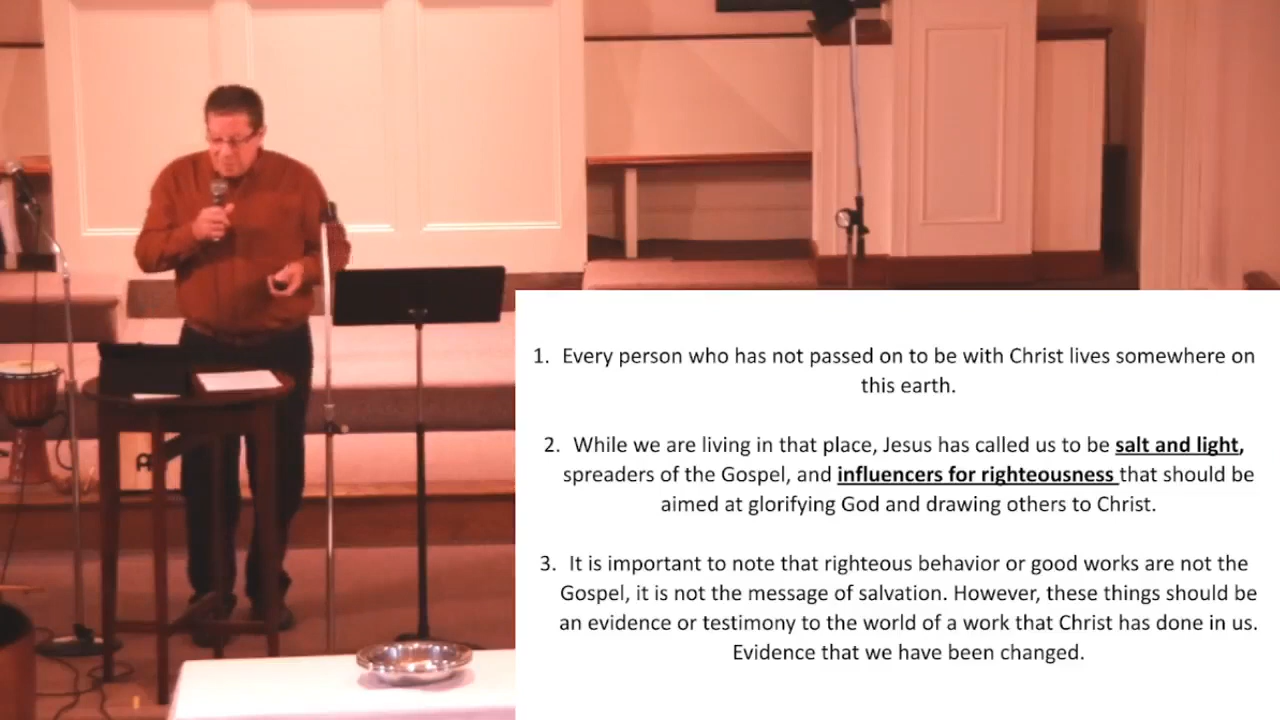 1. Every person who has not passed on to be with Christ lives somewhere on
this earth.
2. While we are living in that place, Jesus has called us to be salt and light,
spreaders of the Gospel, and influencers for righteousness that should be
aimed at glorifying God and drawing others to Christ.
3. It is important to note that righteous behavior or good works are not the
Gospel, it is not the message of salvation. However, these things should be
an evidence or testimony to the world of a work that Christ has done in us.
Evidence that we have been changed.